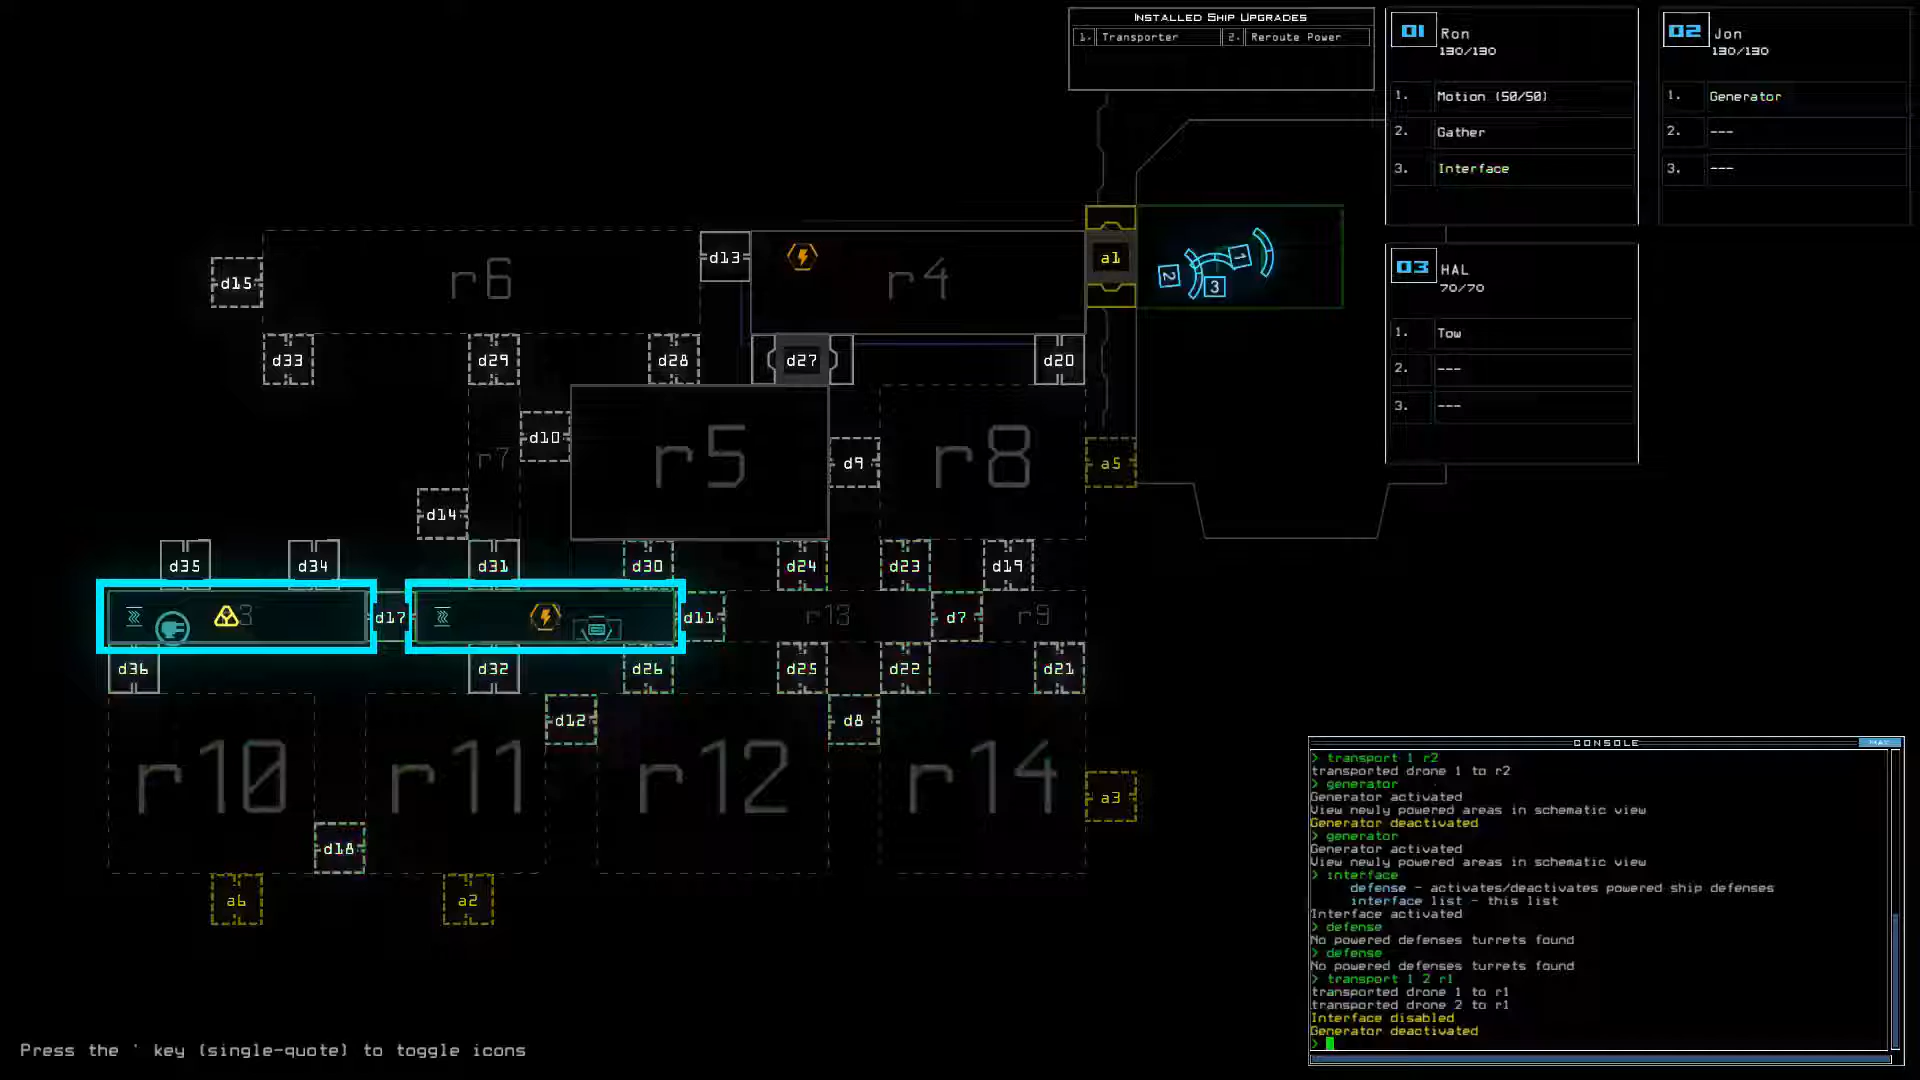 INSTALLED SHIP UPGRADES
1. Transporter 2. Reroute Power
01 Ron
130/130
1. Motion (50/50)
2. Gather
3. Interface
02 Jon
130/130
1. Generator
2. ---
3. ---
03 HAL
70/70
1. Tow
2. ---
3. ---
d15 r6 d13 r4 a1 1 2 3
d33 d29 d28 d27 d20
r7 d10 r5 d9 r8 a5
d14
d35 d34 d31 d30 d24 d23 d19
3 d17 d11 r13 d7 r9
d36 d32 d26 d25 d22 d21
d12 d8
r10 r11 r12 r14 a3
d18
a6 a2
CONSOLE
> transport 1 r2
transported drone 1 to r2
> generator
Generator activated
View newly powered areas in schematic view
Generator deactivated
> generator
Generator activated
View newly powered areas in schematic view
> interface
defense - activates/deactivates powered ship defenses
interface list - this list
Interface activated
> defense
No powered defenses turrets found
> defense
No powered defenses turrets found
> transport 1 2 r1
transported drone 1 to r1
transported drone 2 to r1
Interface disabled
Generator deactivated
>
Press the ' key (single-quote) to toggle icons